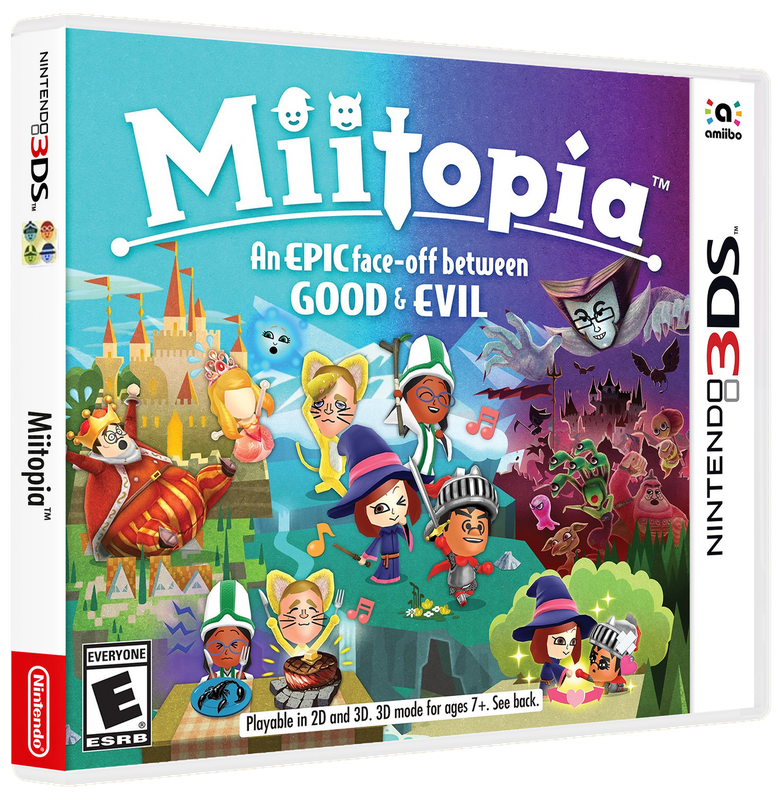 NINTENDO 3DS™
Miitopia™
Nintendo®
Miitopia™
An EPIC face-off between
GOOD & EVIL
EVERYONE
E®
ESRB
Playable in 2D and 3D. 3D mode for ages 7+. See back.
amiibo
NINTENDO 3DS™